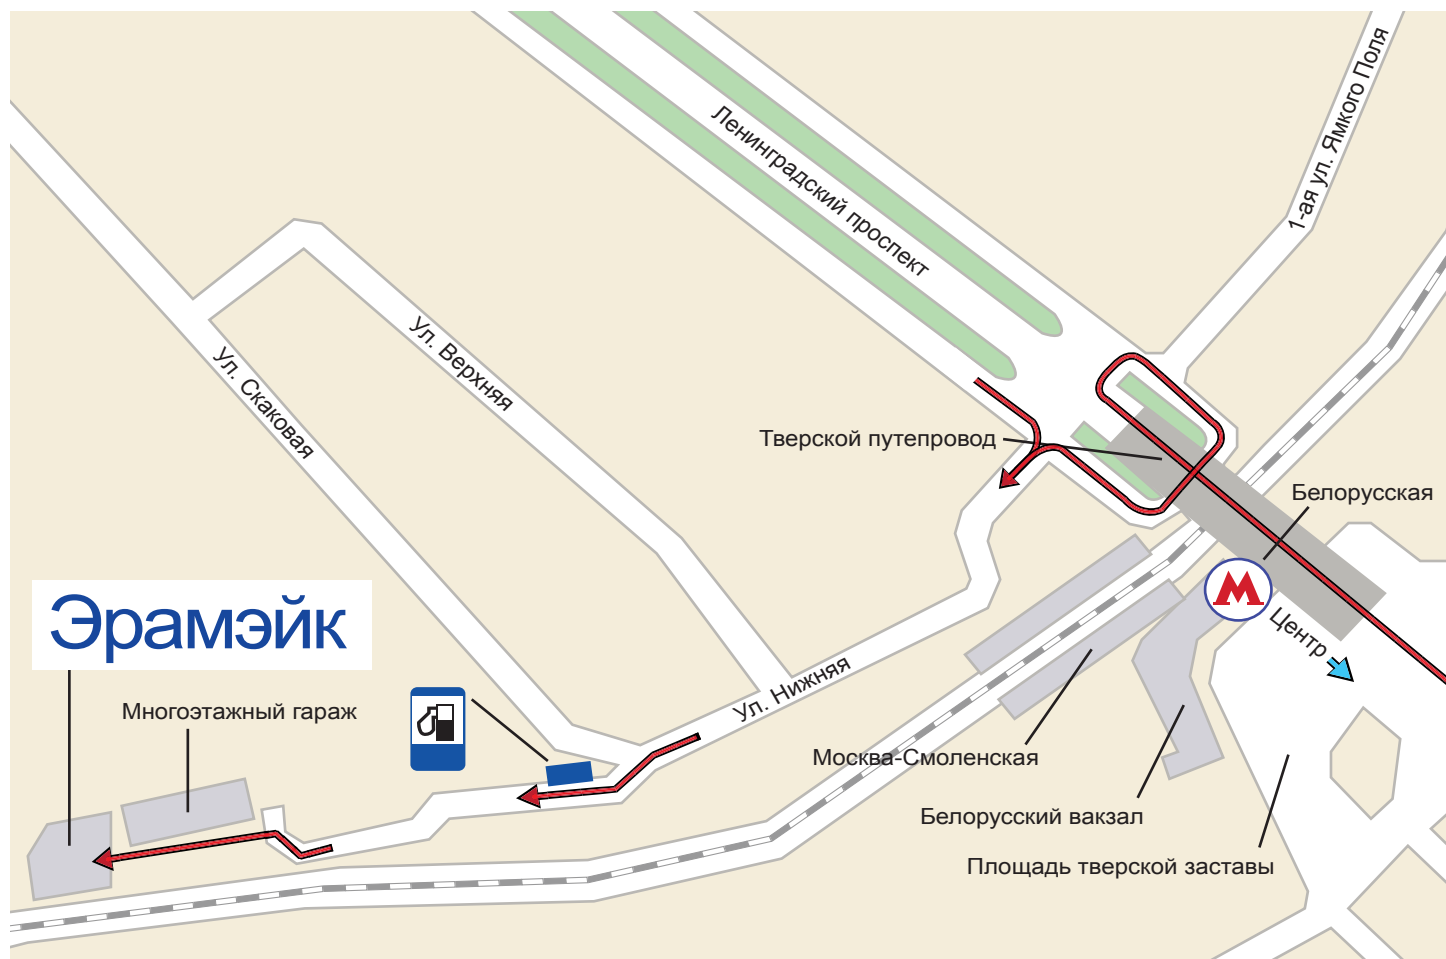 Ленинградский проспект
1-ая ул. Ямкого Поля
Ул. Верхняя
Ул. Скаковая
Тверской путепровод
Белорусская
М
Центр
Эрамэйк
Ул. Нижняя
Многоэтажный гараж
Москва-Смоленская
Белорусский вакзал
Площадь тверской заставы